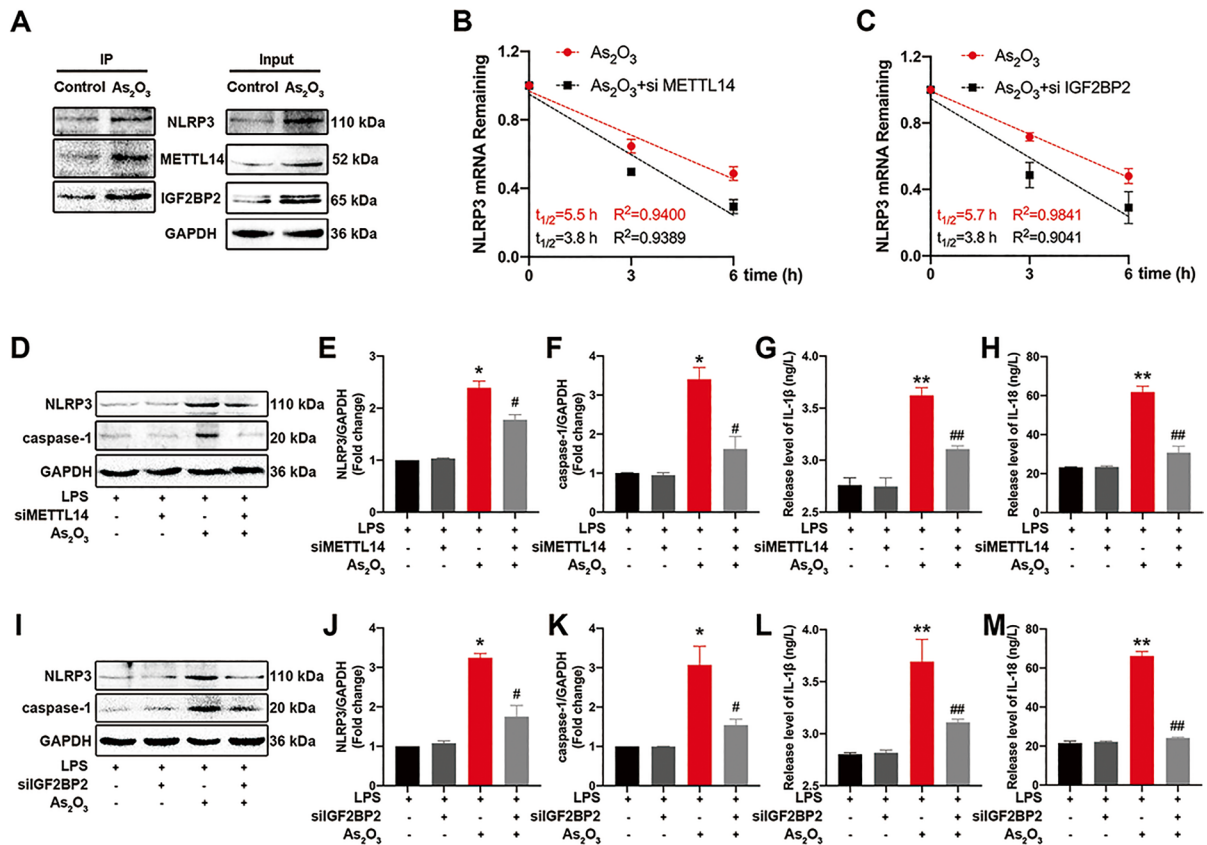 A
IP
Input
Control As₂O₃
Control As₂O₃
NLRP3
110 kDa
METTL14
52 kDa
IGF2BP2
65 kDa
GAPDH
36 kDa
B
NLRP3 mRNA Remaining
1.2
0.8
0.4
0.0
As₂O₃
As₂O₃+si METTL14
t₁/₂=5.5 h R²=0.9400
t₁/₂=3.8 h R²=0.9389
0 3 6 time (h)
C
NLRP3 mRNA Remaining
1.2
0.8
0.4
0.0
As₂O₃
As₂O₃+si IGF2BP2
t₁/₂=5.7 h R²=0.9841
t₁/₂=3.8 h R²=0.9041
0 3 6 time (h)
D
NLRP3 110 kDa
caspase-1 20 kDa
GAPDH 36 kDa
LPS + + + +
siMETTL14 - + - +
As₂O₃ - - + +
E
NLRP3/GAPDH
(Fold change)
3
2
1
0
*
#
LPS + + + +
siMETTL14 - + - +
As₂O₃ - - + +
F
caspase-1/GAPDH
(Fold change)
4
3
2
1
0
*
#
LPS + + + +
siMETTL14 - + - +
As₂O₃ - - + +
G
Release level of IL-1β (ng/L)
4.0
3.5
3.0
2.5
**
##
LPS + + + +
siMETTL14 - + - +
As₂O₃ - - + +
H
Release level of IL-18 (ng/L)
80
60
40
20
0
**
##
LPS + + + +
siMETTL14 - + - +
As₂O₃ - - + +
I
NLRP3 110 kDa
caspase-1 20 kDa
GAPDH 36 kDa
LPS + + + +
siIGF2BP2 - + - +
As₂O₃ - - + +
J
NLRP3/GAPDH
(Fold change)
4
3
2
1
0
*
#
LPS + + + +
siIGF2BP2 - + - +
As₂O₃ - - + +
K
caspase-1/GAPDH
(Fold change)
4
3
2
1
0
*
#
LPS + + + +
siIGF2BP2 - + - +
As₂O₃ - - + +
L
Release level of IL-1β (ng/L)
4.0
3.5
3.0
2.5
**
##
LPS + + + +
siIGF2BP2 - + - +
As₂O₃ - - + +
M
Release level of IL-18 (ng/L)
80
60
40
20
0
**
##
LPS + + + +
siIGF2BP2 - + - +
As₂O₃ - - + +